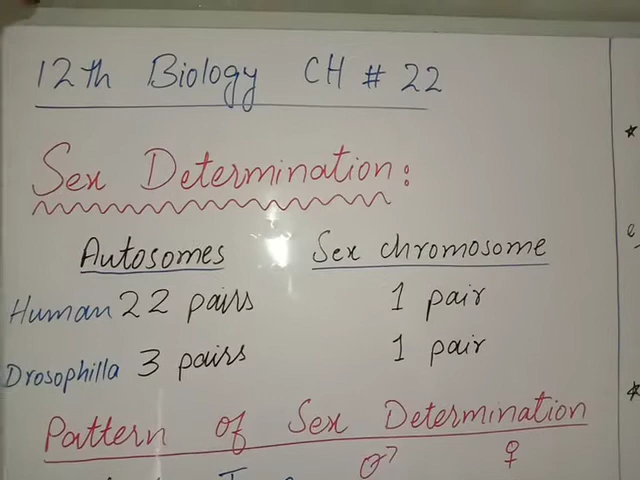 12th Biology CH # 22
Sex Determination:
Autosomes Sex chromosome
Human 22 pairs 1 pair
Drosophilla 3 pairs 1 pair
Pattern of Sex Determination
♂ ♀